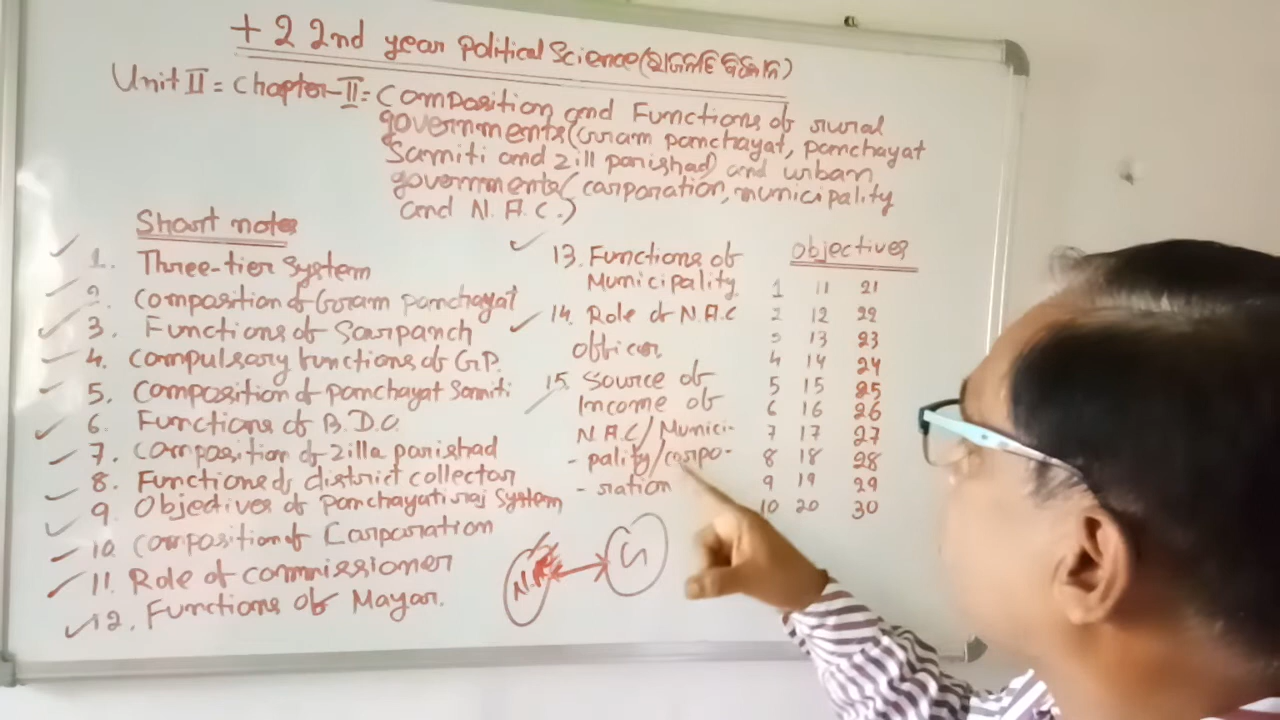 +2 2nd year Political Science (ରାଜନୀତି ବିଜ୍ଞାନ)
Unit II = Chapter-II = Composition and Functions of rural
governments (Gram panchayat, panchayat
Samiti and zill parishad) and urban
governments (corporation, municipality
and N.A.C.)
Short notes
1. Three-tier system
2. Composition of Gram panchayat
3. Functions of Sarpanch
4. Compulsory functions of G.P.
5. Composition of panchayat Samiti
6. Functions of B.D.O.
7. Composition of zilla parishad
8. Functions of district collector
9. Objectives of panchayati raj system
10. Composition of Corporation
11. Role of commissioner
12. Functions of Mayar.
13. Functions of
Municipality
14. Role of N.A.C
officer
15. Source of
Income of
N.A.C/Munici-
- pality/corpo-
- ration
N.A
G
Objectives
1 11 21
2 12 22
3 13 23
4 14 24
5 15 25
6 16 26
7 17 27
8 18 28
9 19 29
10 20 30